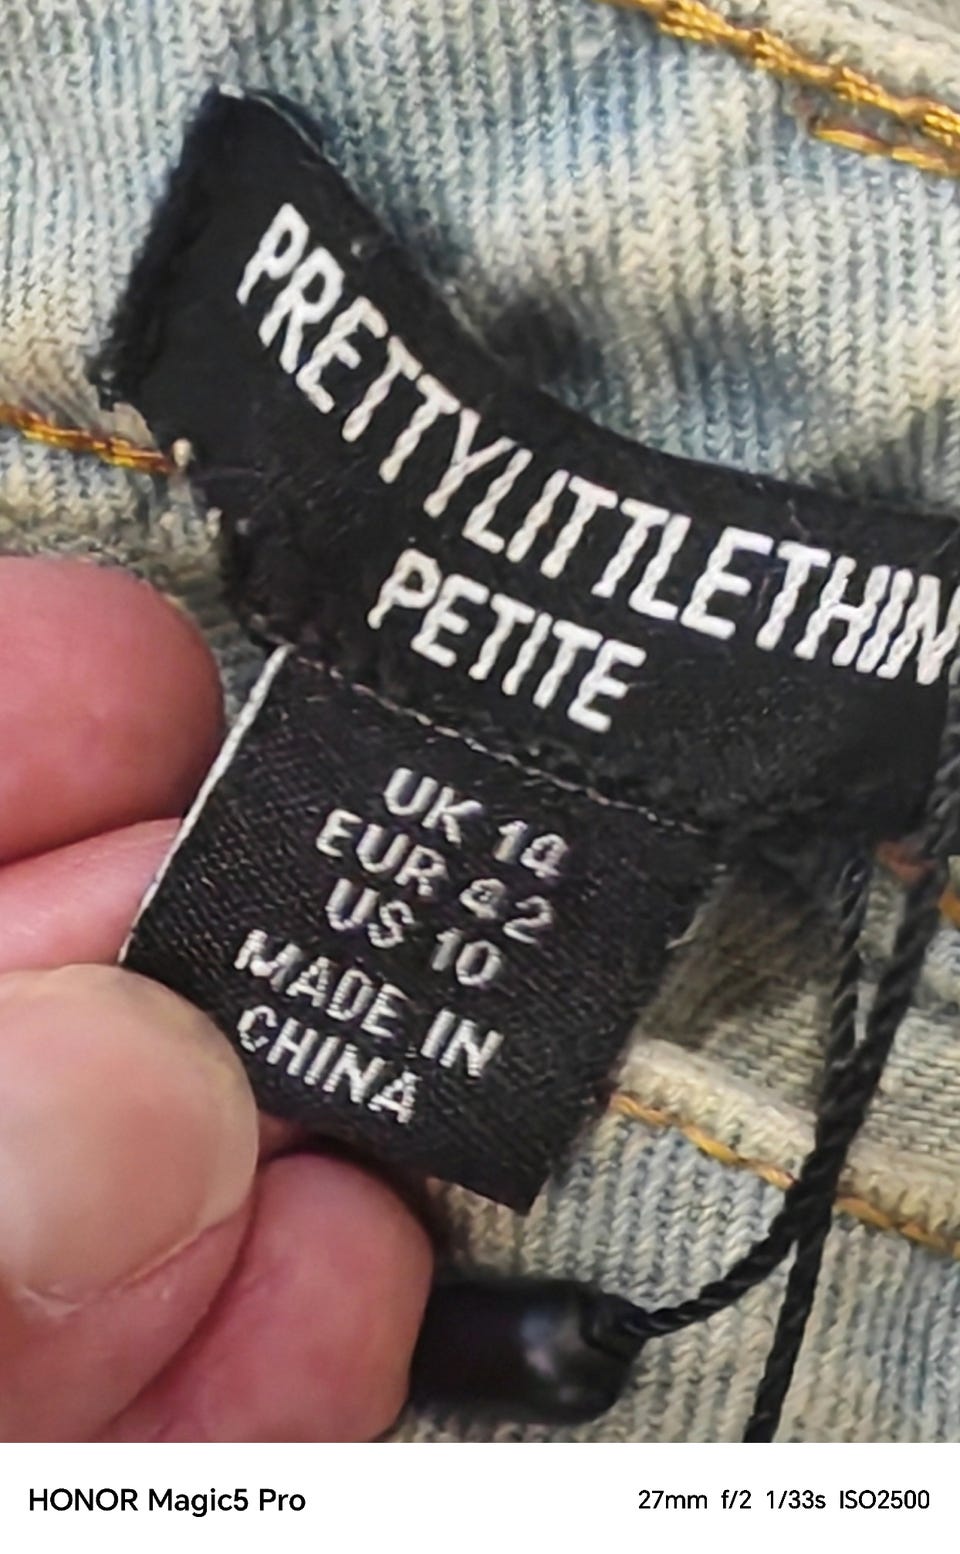 PRETTYLITTLETHIN
PETITE
UK 14
EUR 42
US 10
MADE IN
CHINA
HONOR Magic5 Pro
27mm f/2 1/33s ISO2500